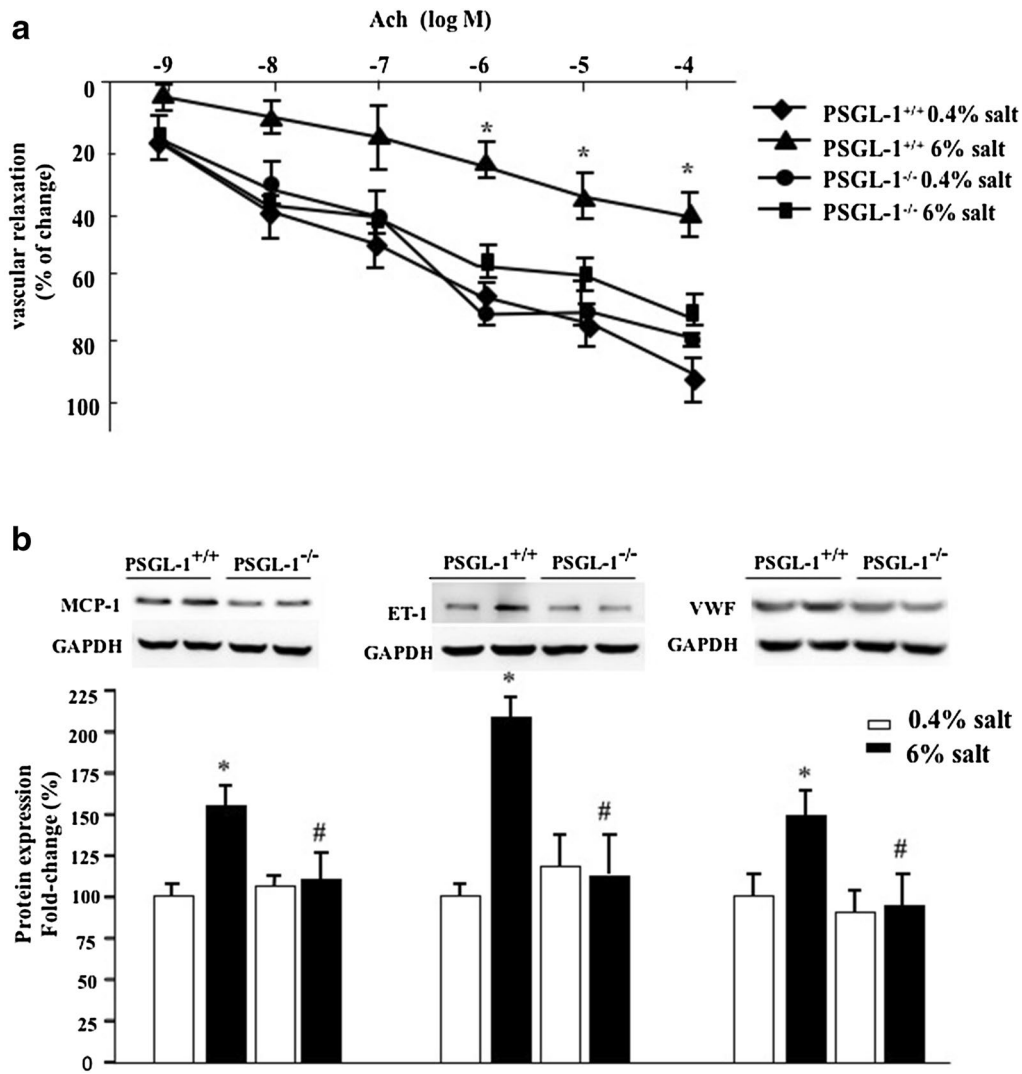 a
Ach (log M)
-9 -8 -7 -6 -5 -4
0
20
40
60
80
100
vascular relaxation
(% of change)
* * *
PSGL-1+/+ 0.4% salt
PSGL-1+/+ 6% salt
PSGL-1-/- 0.4% salt
PSGL-1-/- 6% salt
b
PSGL-1+/+ PSGL-1-/-
MCP-1
GAPDH
PSGL-1+/+ PSGL-1-/-
ET-1
GAPDH
PSGL-1+/+ PSGL-1-/-
VWF
GAPDH
225
200
175
150
125
100
75
50
25
0
Protein expression
Fold-change (%)
* # * # * #
0.4% salt
6% salt